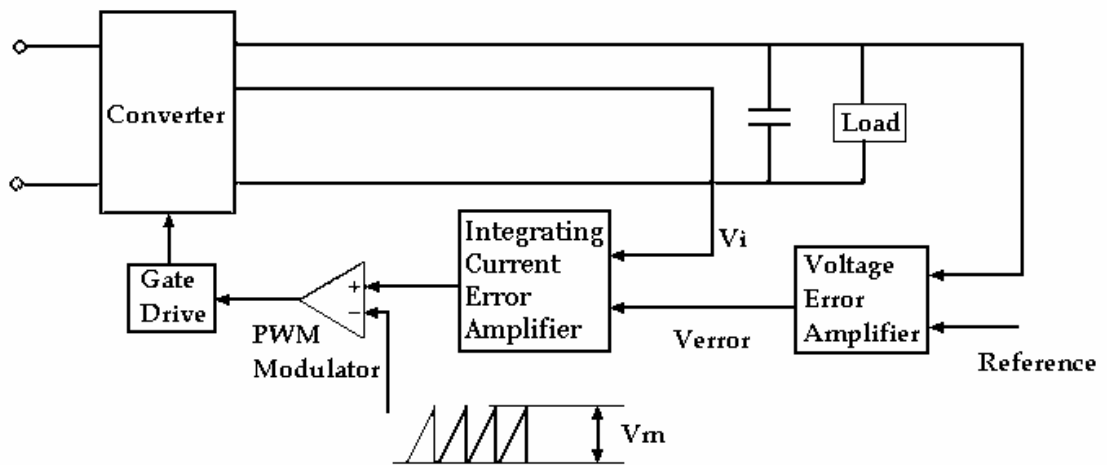 Converter
Load
Integrating
Current
Error
Amplifier
Vi
Voltage
Error
Amplifier
Gate
Drive
+
−
PWM
Modulator
Verror
Reference
Vm